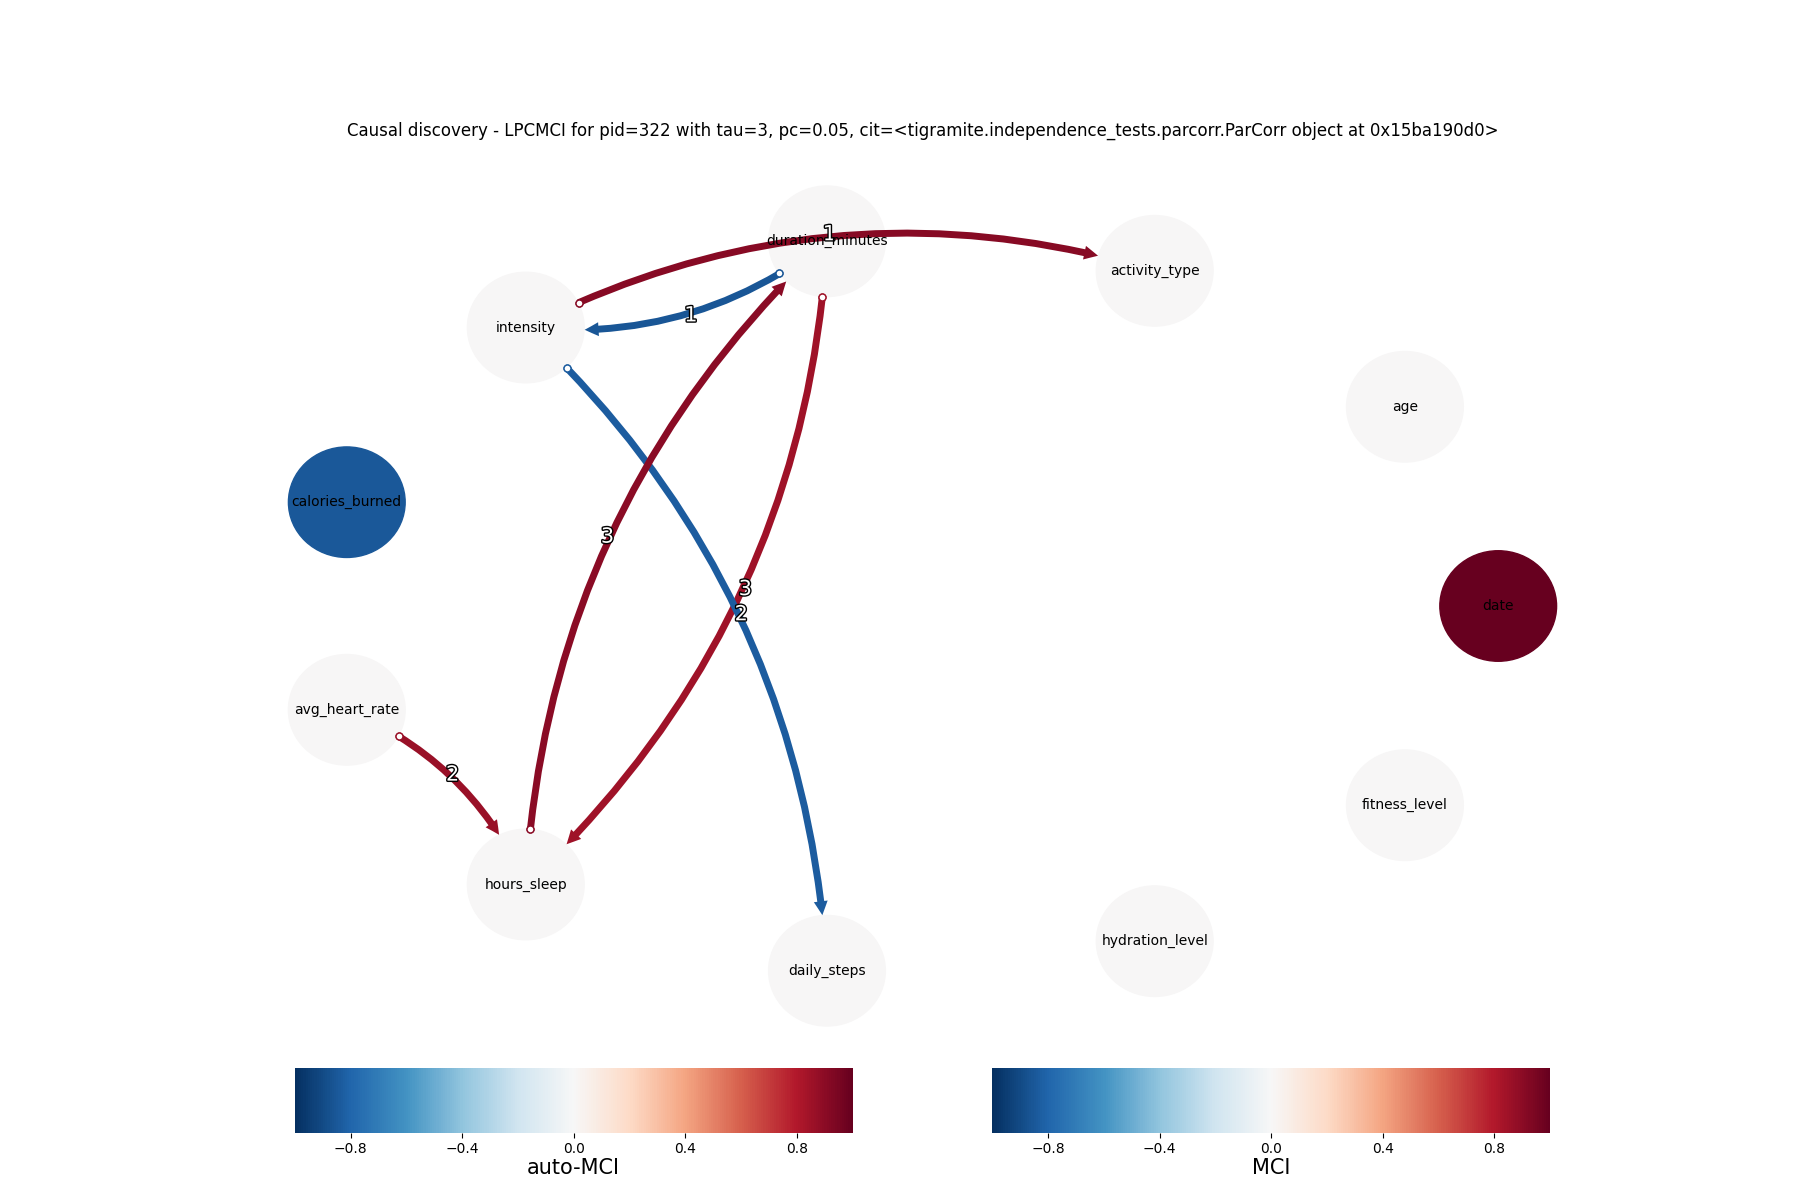 Causal discovery - LPCMCI for pid=322 with tau=3, pc=0.05, cit=<tigramite.independence_tests.parcorr.ParCorr object at 0x15ba190d0>
1
duration_minutes
activity_type
1
intensity
age
calories_burned
3
3
2
date
avg_heart_rate
2
fitness_level
hours_sleep
hydration_level
daily_steps
−0.8 −0.4 0.0 0.4 0.8
auto-MCI
−0.8 −0.4 0.0 0.4 0.8
MCI